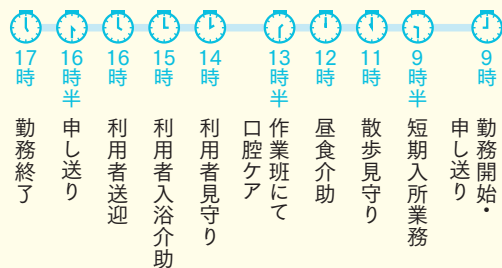 9時
勤務開始・
申し送り
9時半
短期入所業務
11時
散歩見守り
12時
昼食介助
13時半
作業班にて
口腔ケア
14時
利用者見守り
15時
利用者入浴介助
16時
利用者送迎
16時半
申し送り
17時
勤務終了